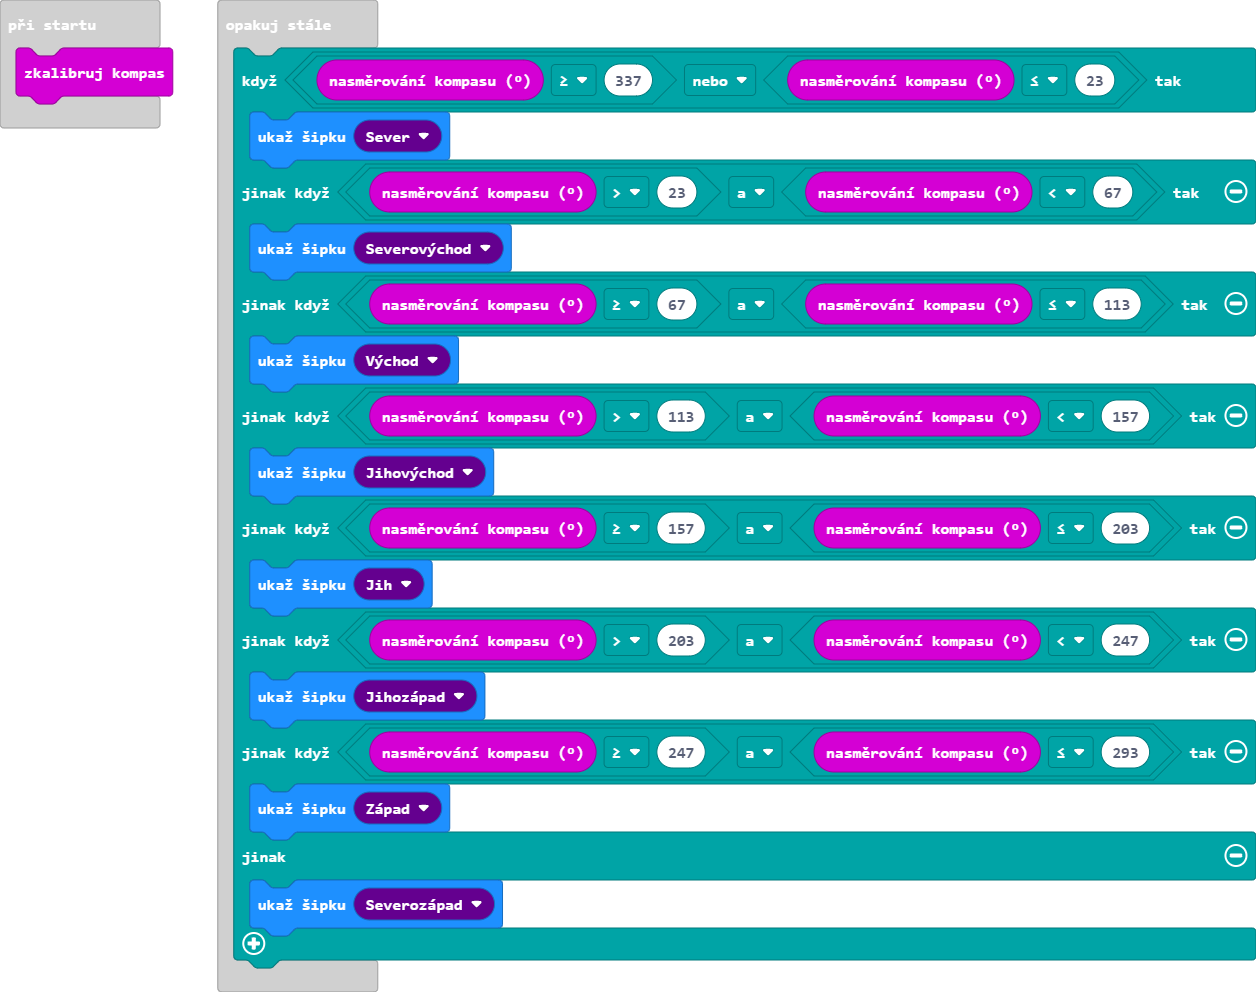 při startu
zkalibruj kompas
opakuj stále
když nasměrování kompasu (°) ≥ 337 nebo nasměrování kompasu (°) ≤ 23 tak
ukaž šipku Sever
jinak když nasměrování kompasu (°) > 23 a nasměrování kompasu (°) < 67 tak
ukaž šipku Severovýchod
jinak když nasměrování kompasu (°) ≥ 67 a nasměrování kompasu (°) ≤ 113 tak
ukaž šipku Východ
jinak když nasměrování kompasu (°) > 113 a nasměrování kompasu (°) < 157 tak
ukaž šipku Jihovýchod
jinak když nasměrování kompasu (°) ≥ 157 a nasměrování kompasu (°) ≤ 203 tak
ukaž šipku Jih
jinak když nasměrování kompasu (°) > 203 a nasměrování kompasu (°) < 247 tak
ukaž šipku Jihozápad
jinak když nasměrování kompasu (°) ≥ 247 a nasměrování kompasu (°) ≤ 293 tak
ukaž šipku Západ
jinak
ukaž šipku Severozápad